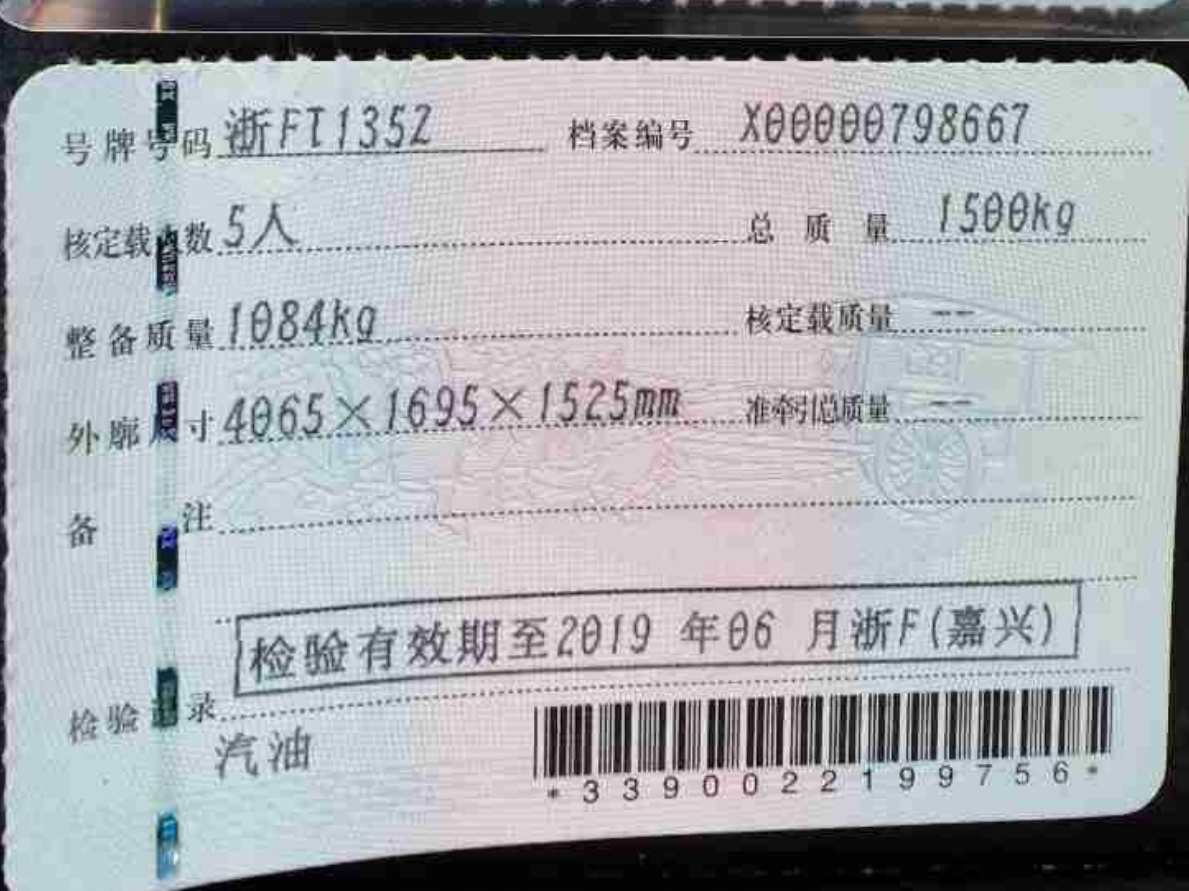 号牌号码 浙FT1352 档案编号 X00000798667
核定载人数 5人 总质量 1500kg
整备质量 1084kg 核定载质量 --
外廓尺寸 4065×1695×1525mm 准牵引总质量 --
备注
检验有效期至2019 年06 月浙F(嘉兴)
检验记录
汽油
*3390022199756*